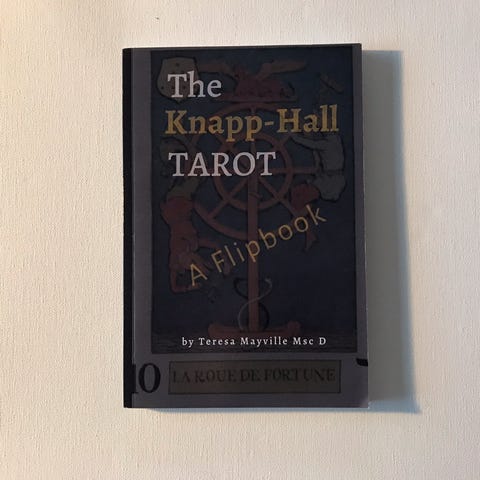 The
Knapp-Hall
TAROT
A Flipbook
by Teresa Mayville Msc D
10
LA ROUE DE FORTUNE